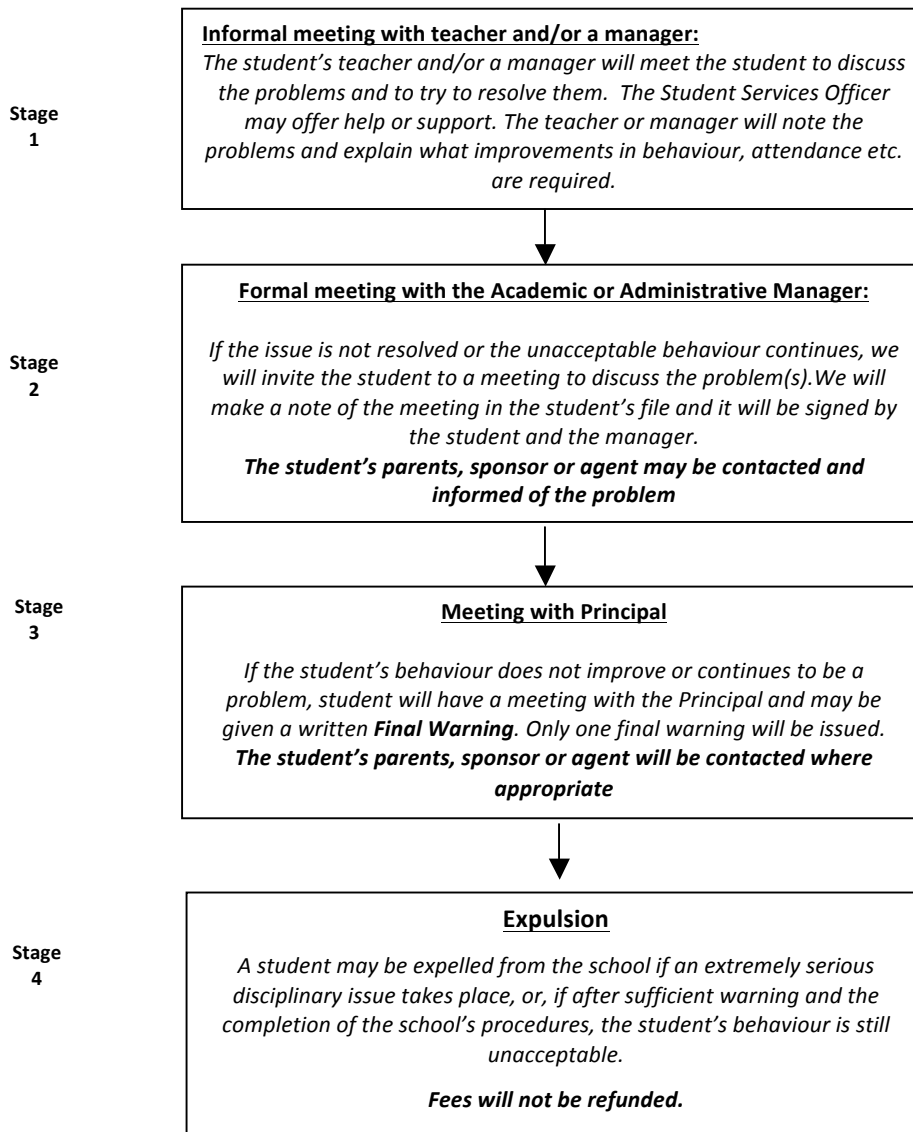 Stage
1
Informal meeting with teacher and/or a manager:
The student’s teacher and/or a manager will meet the student to discuss
the problems and to try to resolve them.  The Student Services Officer
may offer help or support. The teacher or manager will note the
problems and explain what improvements in behaviour, attendance etc.
are required.
Stage
2
Formal meeting with the Academic or Administrative Manager:
If the issue is not resolved or the unacceptable behaviour continues, we
will invite the student to a meeting to discuss the problem(s).We will
make a note of the meeting in the student’s file and it will be signed by
the student and the manager.
The student’s parents, sponsor or agent may be contacted and
informed of the problem
Stage
3
Meeting with Principal
If the student’s behaviour does not improve or continues to be a
problem, student will have a meeting with the Principal and may be
given a written Final Warning. Only one final warning will be issued.
The student’s parents, sponsor or agent will be contacted where
appropriate
Stage
4
Expulsion
A student may be expelled from the school if an extremely serious
disciplinary issue takes place, or, if after sufficient warning and the
completion of the school’s procedures, the student’s behaviour is still
unacceptable.
Fees will not be refunded.